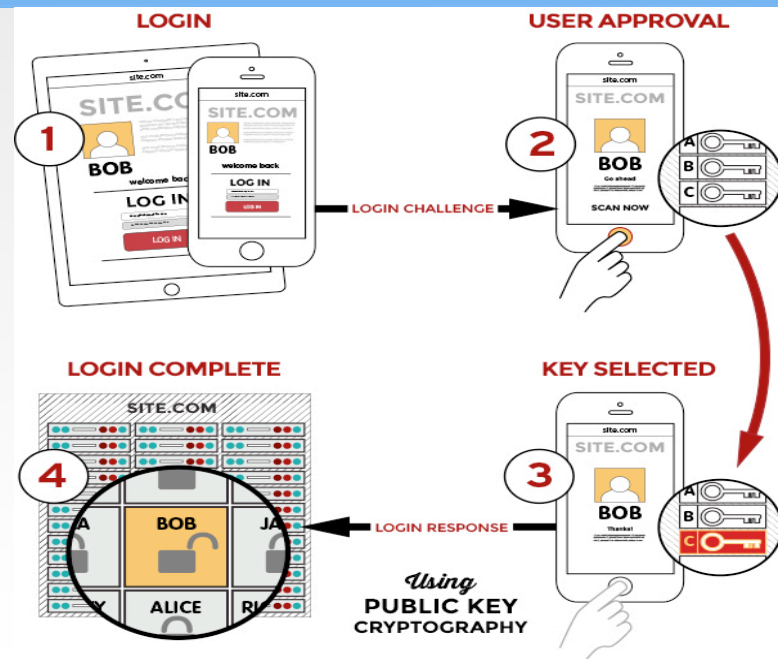 LOGIN
site.com
SITE.CO
BOB
welcome back
LOG IN
LOG IN
1
site.com
SITE.COM
BOB
welcome back
LOG IN
LOG IN
LOGIN CHALLENGE
USER APPROVAL
2
site.com
SITE.COM
BOB
Go ahead
SCAN NOW
A
B
C
KEY SELECTED
3
site.com
SITE.COM
BOB
Thanks!
A
B
C
LOGIN RESPONSE
LOGIN COMPLETE
SITE.COM
4
A
BOB
JA
Y
ALICE
RI
Using
PUBLIC KEY
CRYPTOGRAPHY